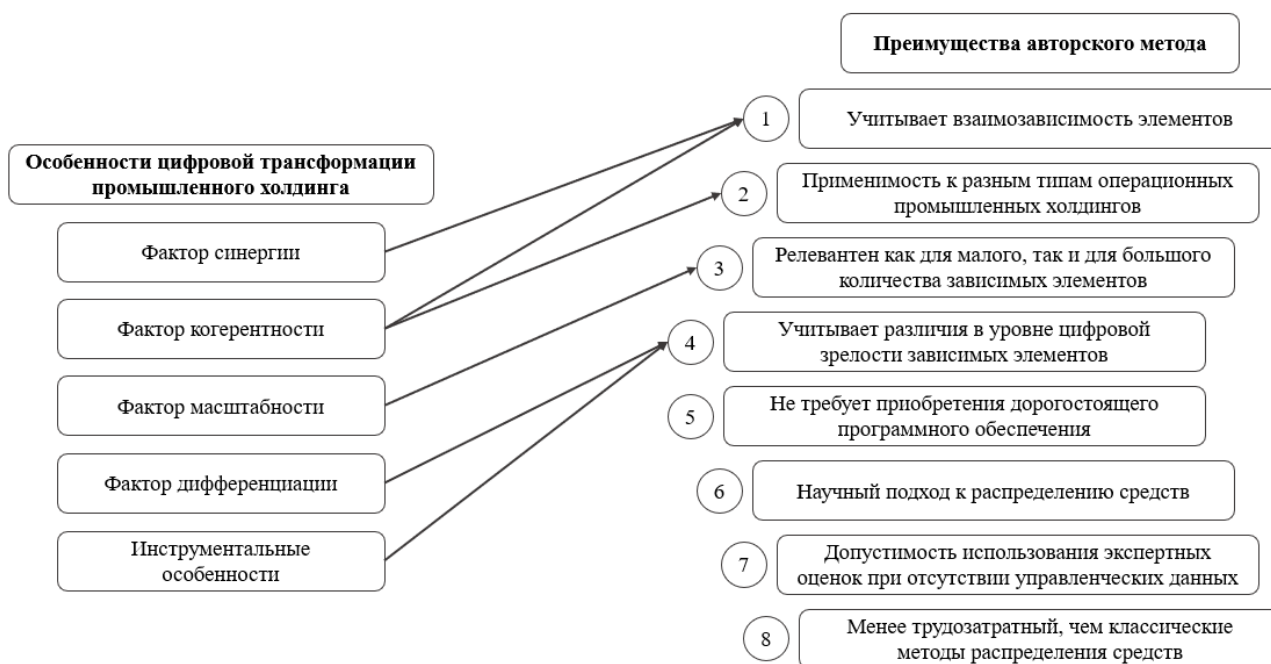 Преимущества авторского метода
Особенности цифровой трансформации
промышленного холдинга
Фактор синергии
Фактор когерентности
Фактор масштабности
Фактор дифференциации
Инструментальные
особенности
1
Учитывает взаимозависимость элементов
2
Применимость к разным типам операционных
промышленных холдингов
3
Релевантен как для малого, так и для большого
количества зависимых элементов
4
Учитывает различия в уровне цифровой
зрелости зависимых элементов
5
Не требует приобретения дорогостоящего
программного обеспечения
6
Научный подход к распределению средств
7
Допустимость использования экспертных
оценок при отсутствии управленческих данных
8
Менее трудозатратный, чем классические
методы распределения средств